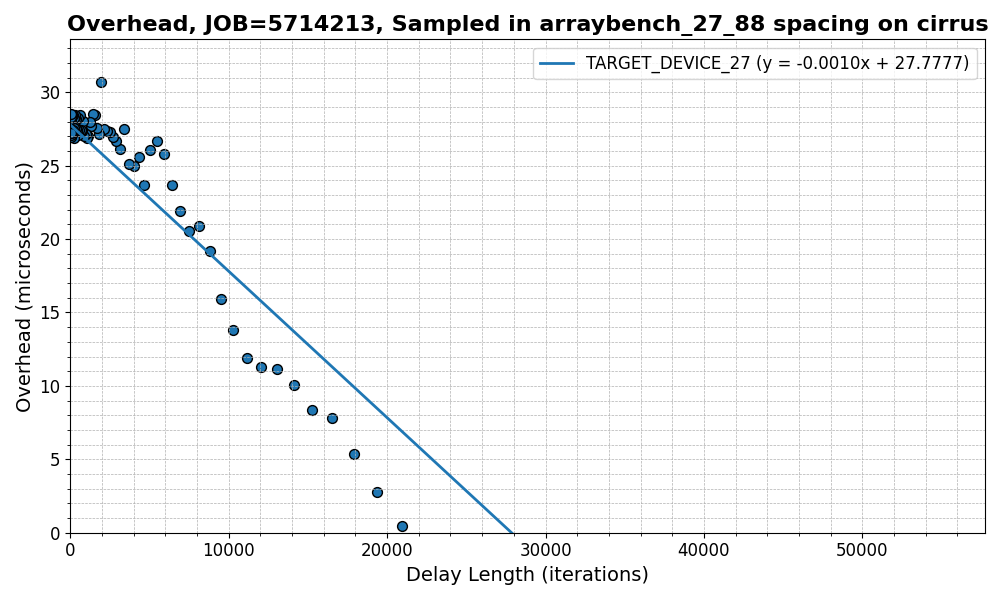 Overhead, JOB=5714213, Sampled in arraybench_27_88 spacing on cirrus
TARGET_DEVICE_27 (y = -0.0010x + 27.7777)
Overhead (microseconds)
30
25
20
15
10
5
0
0 10000 20000 30000 40000 50000
Delay Length (iterations)